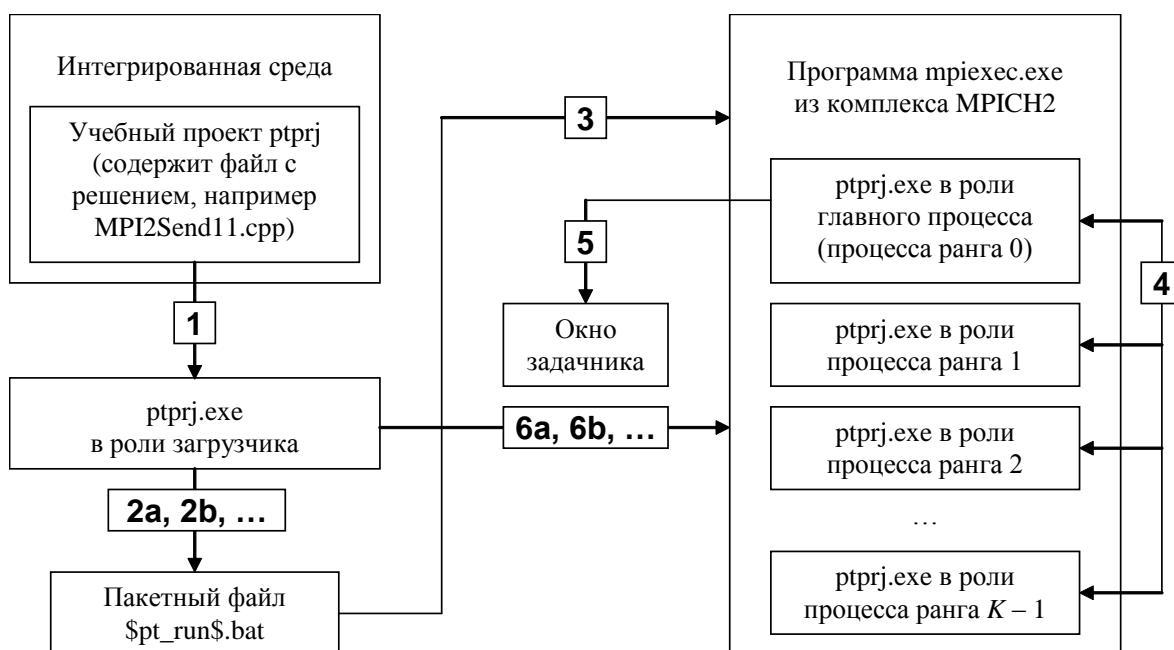 Интегрированная среда
Учебный проект ptprj
(содержит файл с
решением, например
MPI2Send11.cpp)
1
ptprj.exe
в роли загрузчика
2a, 2b, …
Пакетный файл
$pt_run$.bat
3
5
Окно
задачника
6a, 6b, …
Программа mpiexec.exe
из комплекса MPICH2
ptprj.exe в роли
главного процесса
(процесса ранга 0)
4
ptprj.exe в роли
процесса ранга 1
ptprj.exe в роли
процесса ранга 2
…
ptprj.exe в роли
процесса ранга K – 1